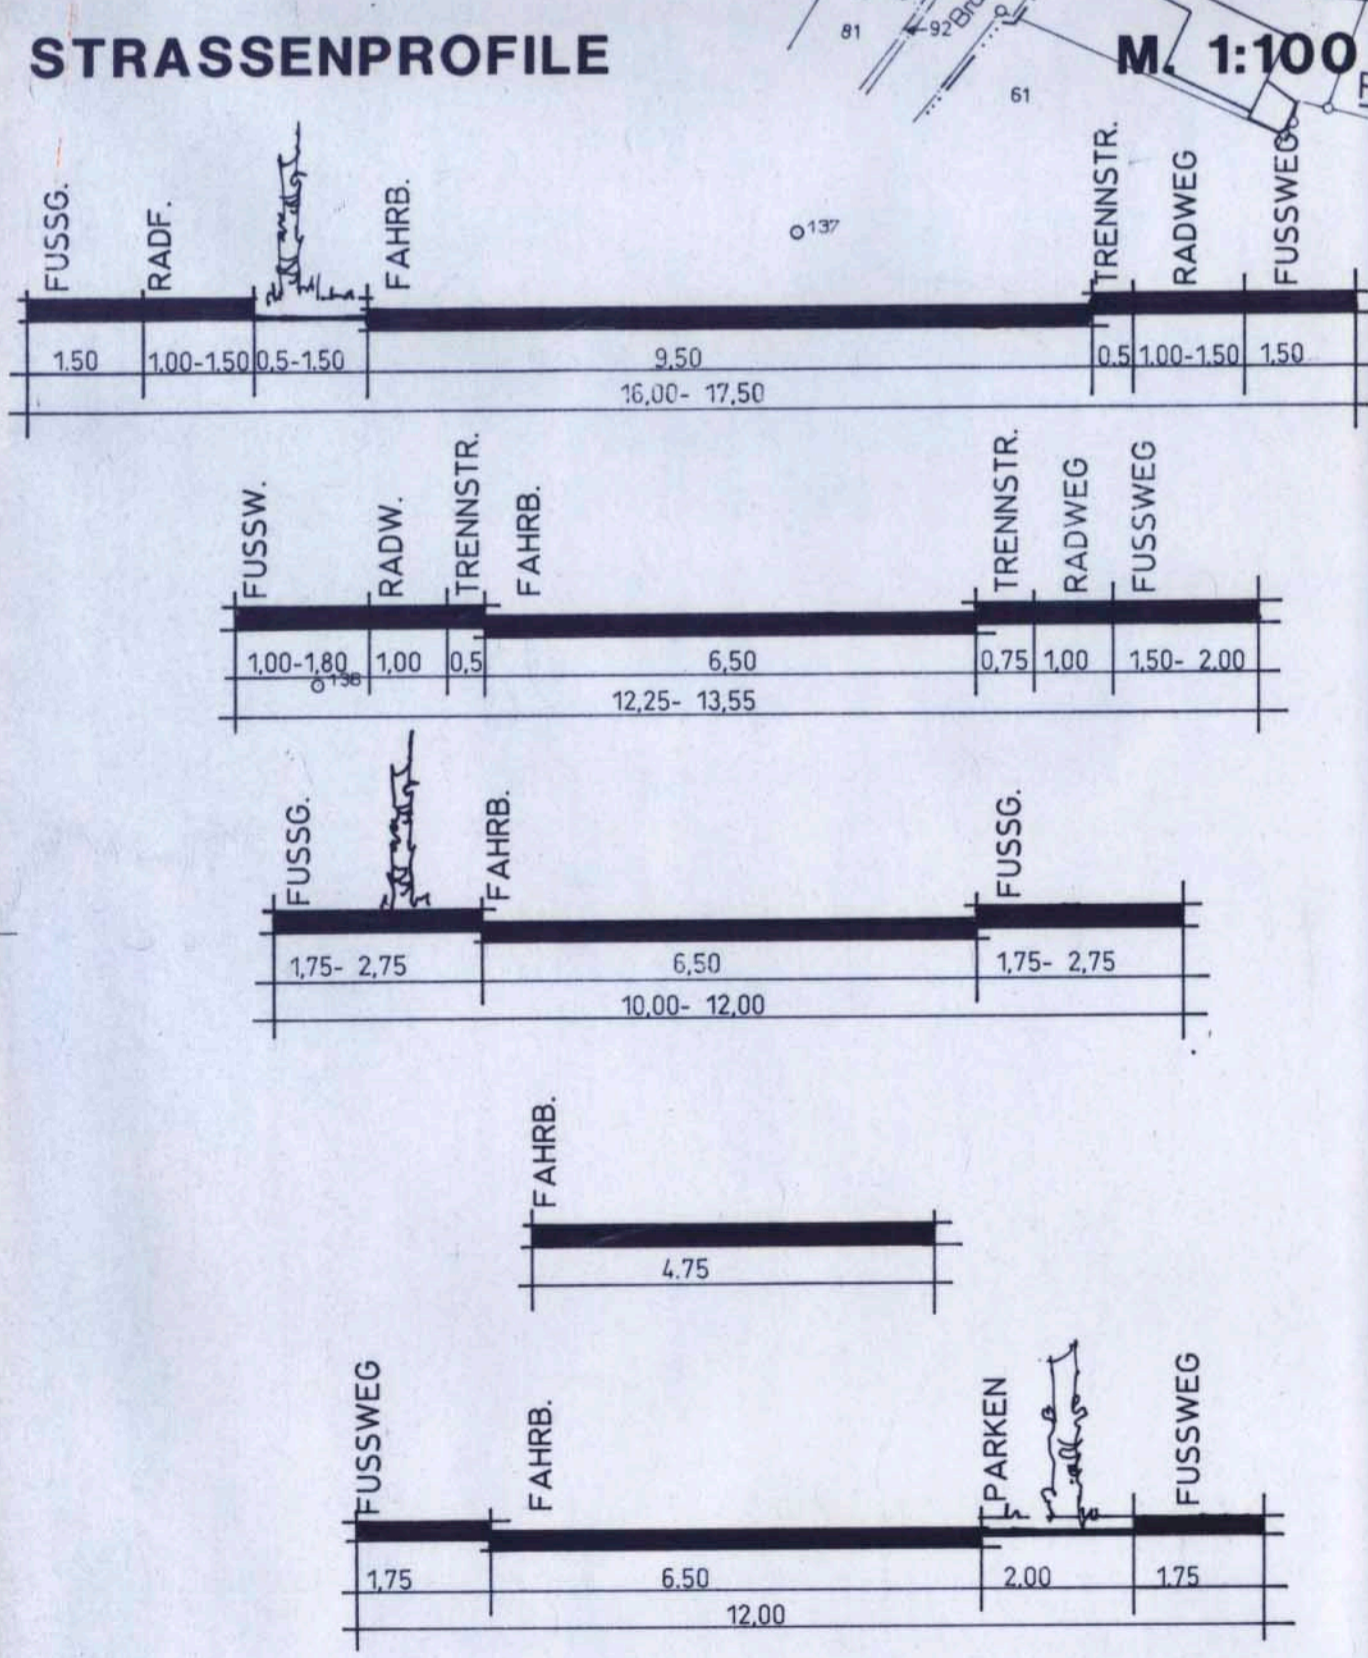 81
92 Bru
STRASSENPROFILE
M. 1:100
61
137
FUSSG. RADF. FAHRB. TRENNSTR. RADWEG FUSSWEG
1.50 1.00-1.50 0,5-1.50 9,50 0.5 1.00-1.50 1.50
16,00- 17,50
FUSSW. RADW. TRENNSTR. FAHRB. TRENNSTR. RADWEG FUSSWEG
1,00-1,80 1,00 0,5 6,50 0,75 1,00 1,50- 2,00
138
12,25- 13,55
FUSSG. FAHRB. FUSSG.
1,75- 2,75 6,50 1,75- 2,75
10,00- 12,00
FAHRB.
4.75
FUSSWEG FAHRB. PARKEN FUSSWEG
1,75 6.50 2.00 1.75
12,00